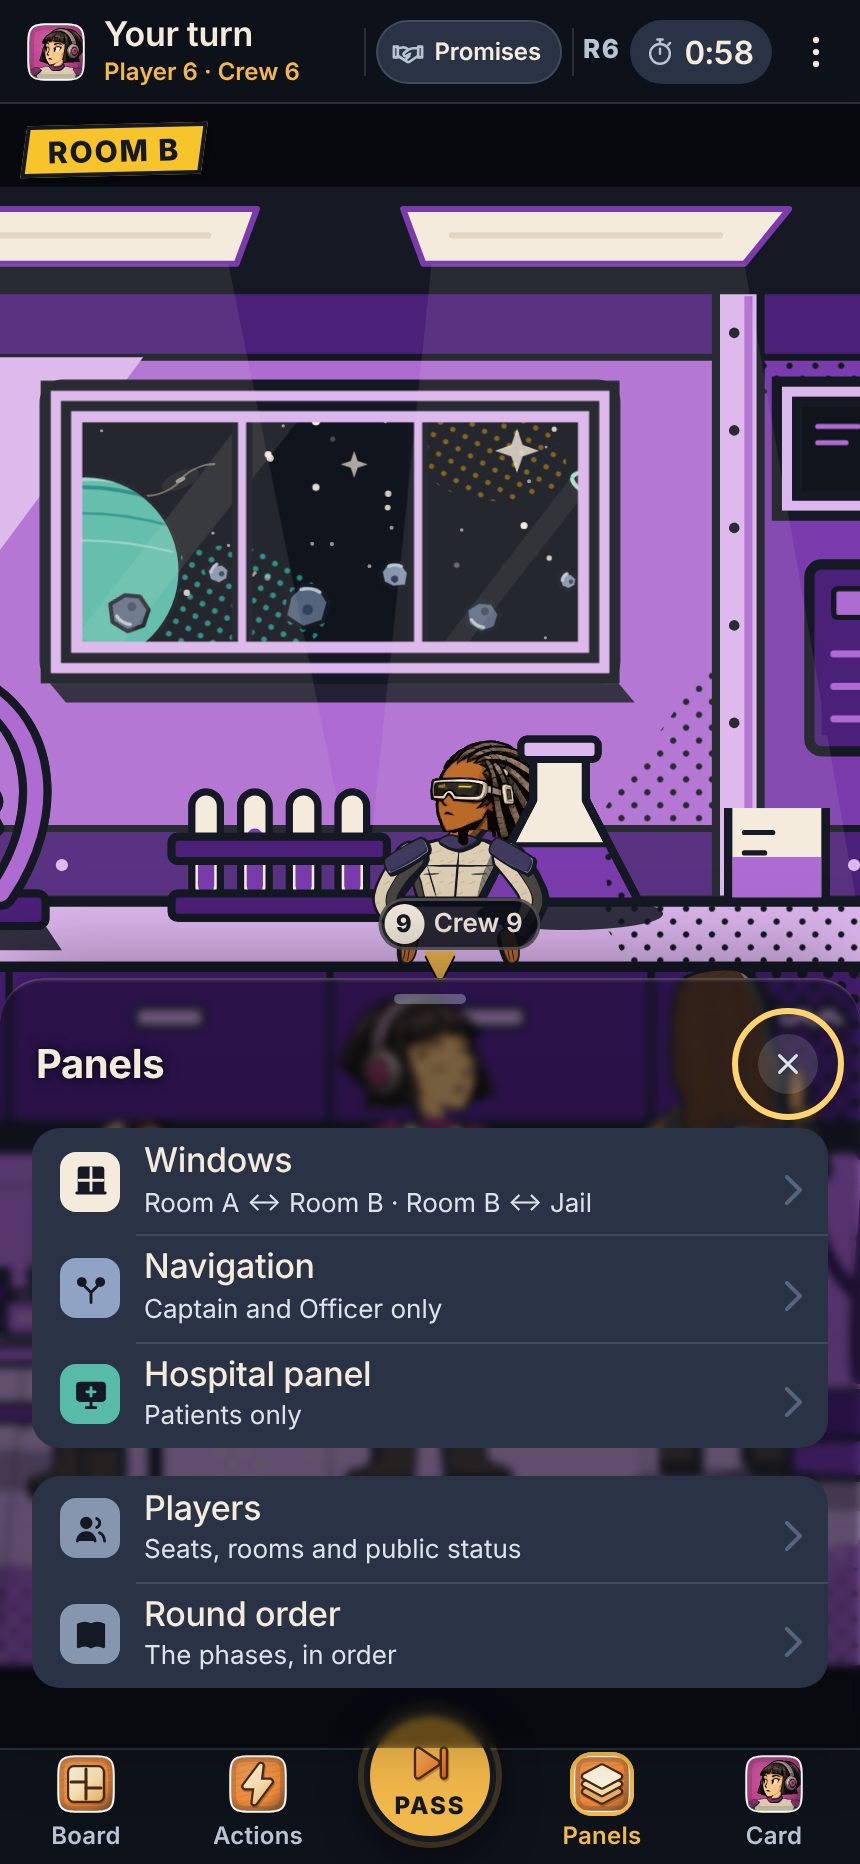 Your turn
Player 6 · Crew 6
Promises
R6
0:58
ROOM B
9 Crew 9
Panels
Windows
Room A ↔ Room B · Room B ↔ Jail
Navigation
Captain and Officer only
Hospital panel
Patients only
Players
Seats, rooms and public status
Round order
The phases, in order
PASS
Board
Actions
Panels
Card